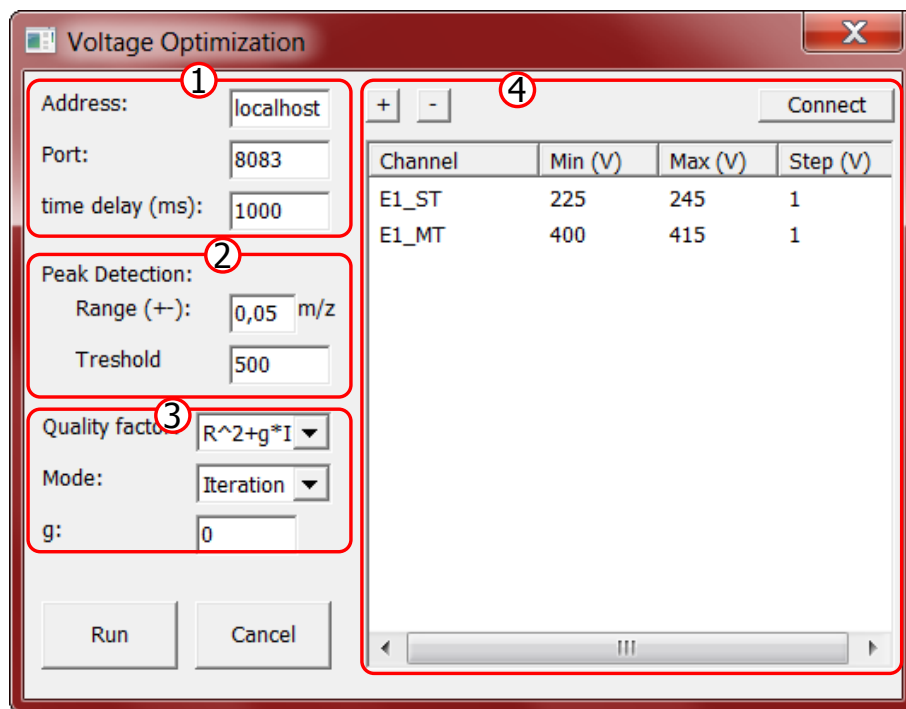 Voltage Optimization
X
1
Address: localhost
Port: 8083
time delay (ms): 1000
2
Peak Detection:
Range (+-): 0,05 m/z
Treshold 500
3
Quality factor: R^2+g*I
Mode: Iteration
g: 0
Run Cancel
4
+ - Connect
Channel Min (V) Max (V) Step (V)
E1_ST 225 245 1
E1_MT 400 415 1